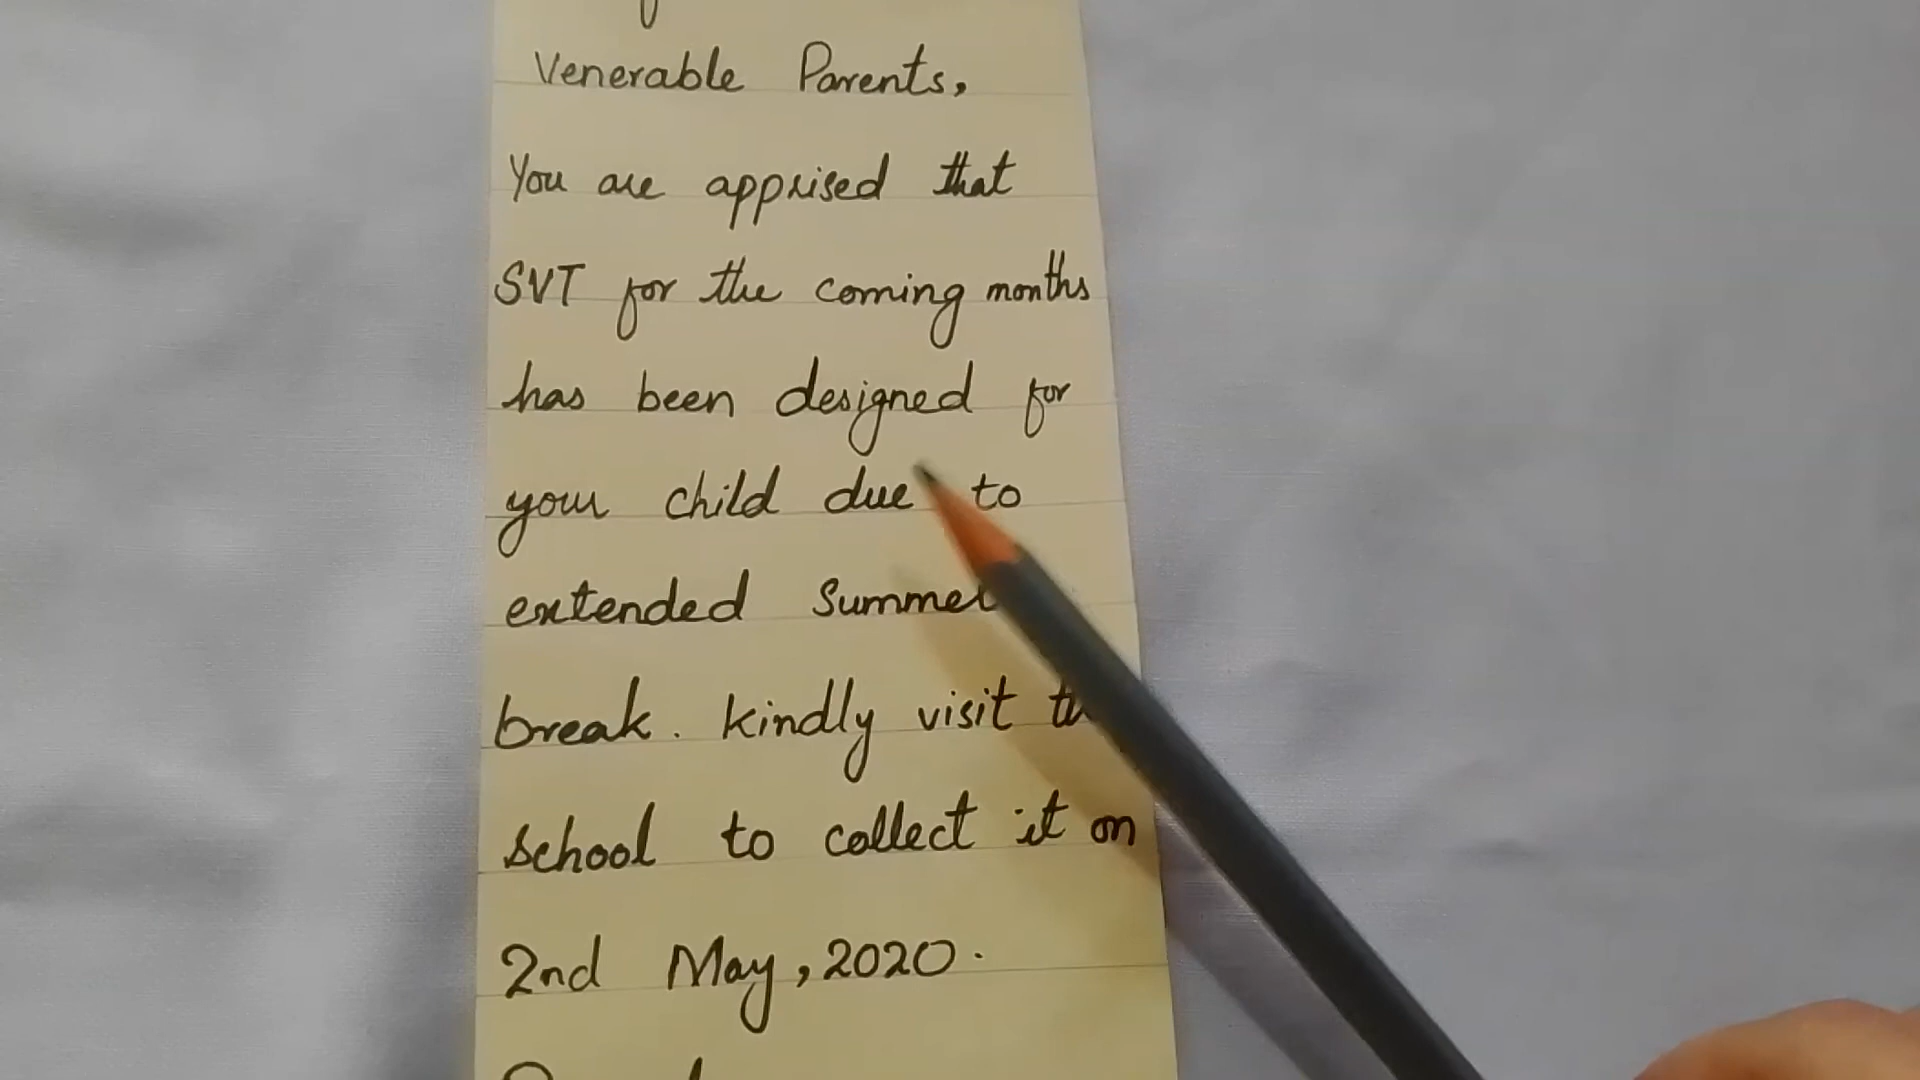 Venerable Parents,
You are apprised that
SVT for the coming months
has been designed for
your child due to
extended Summer
break. Kindly visit
school to collect it on
2nd May, 2020.